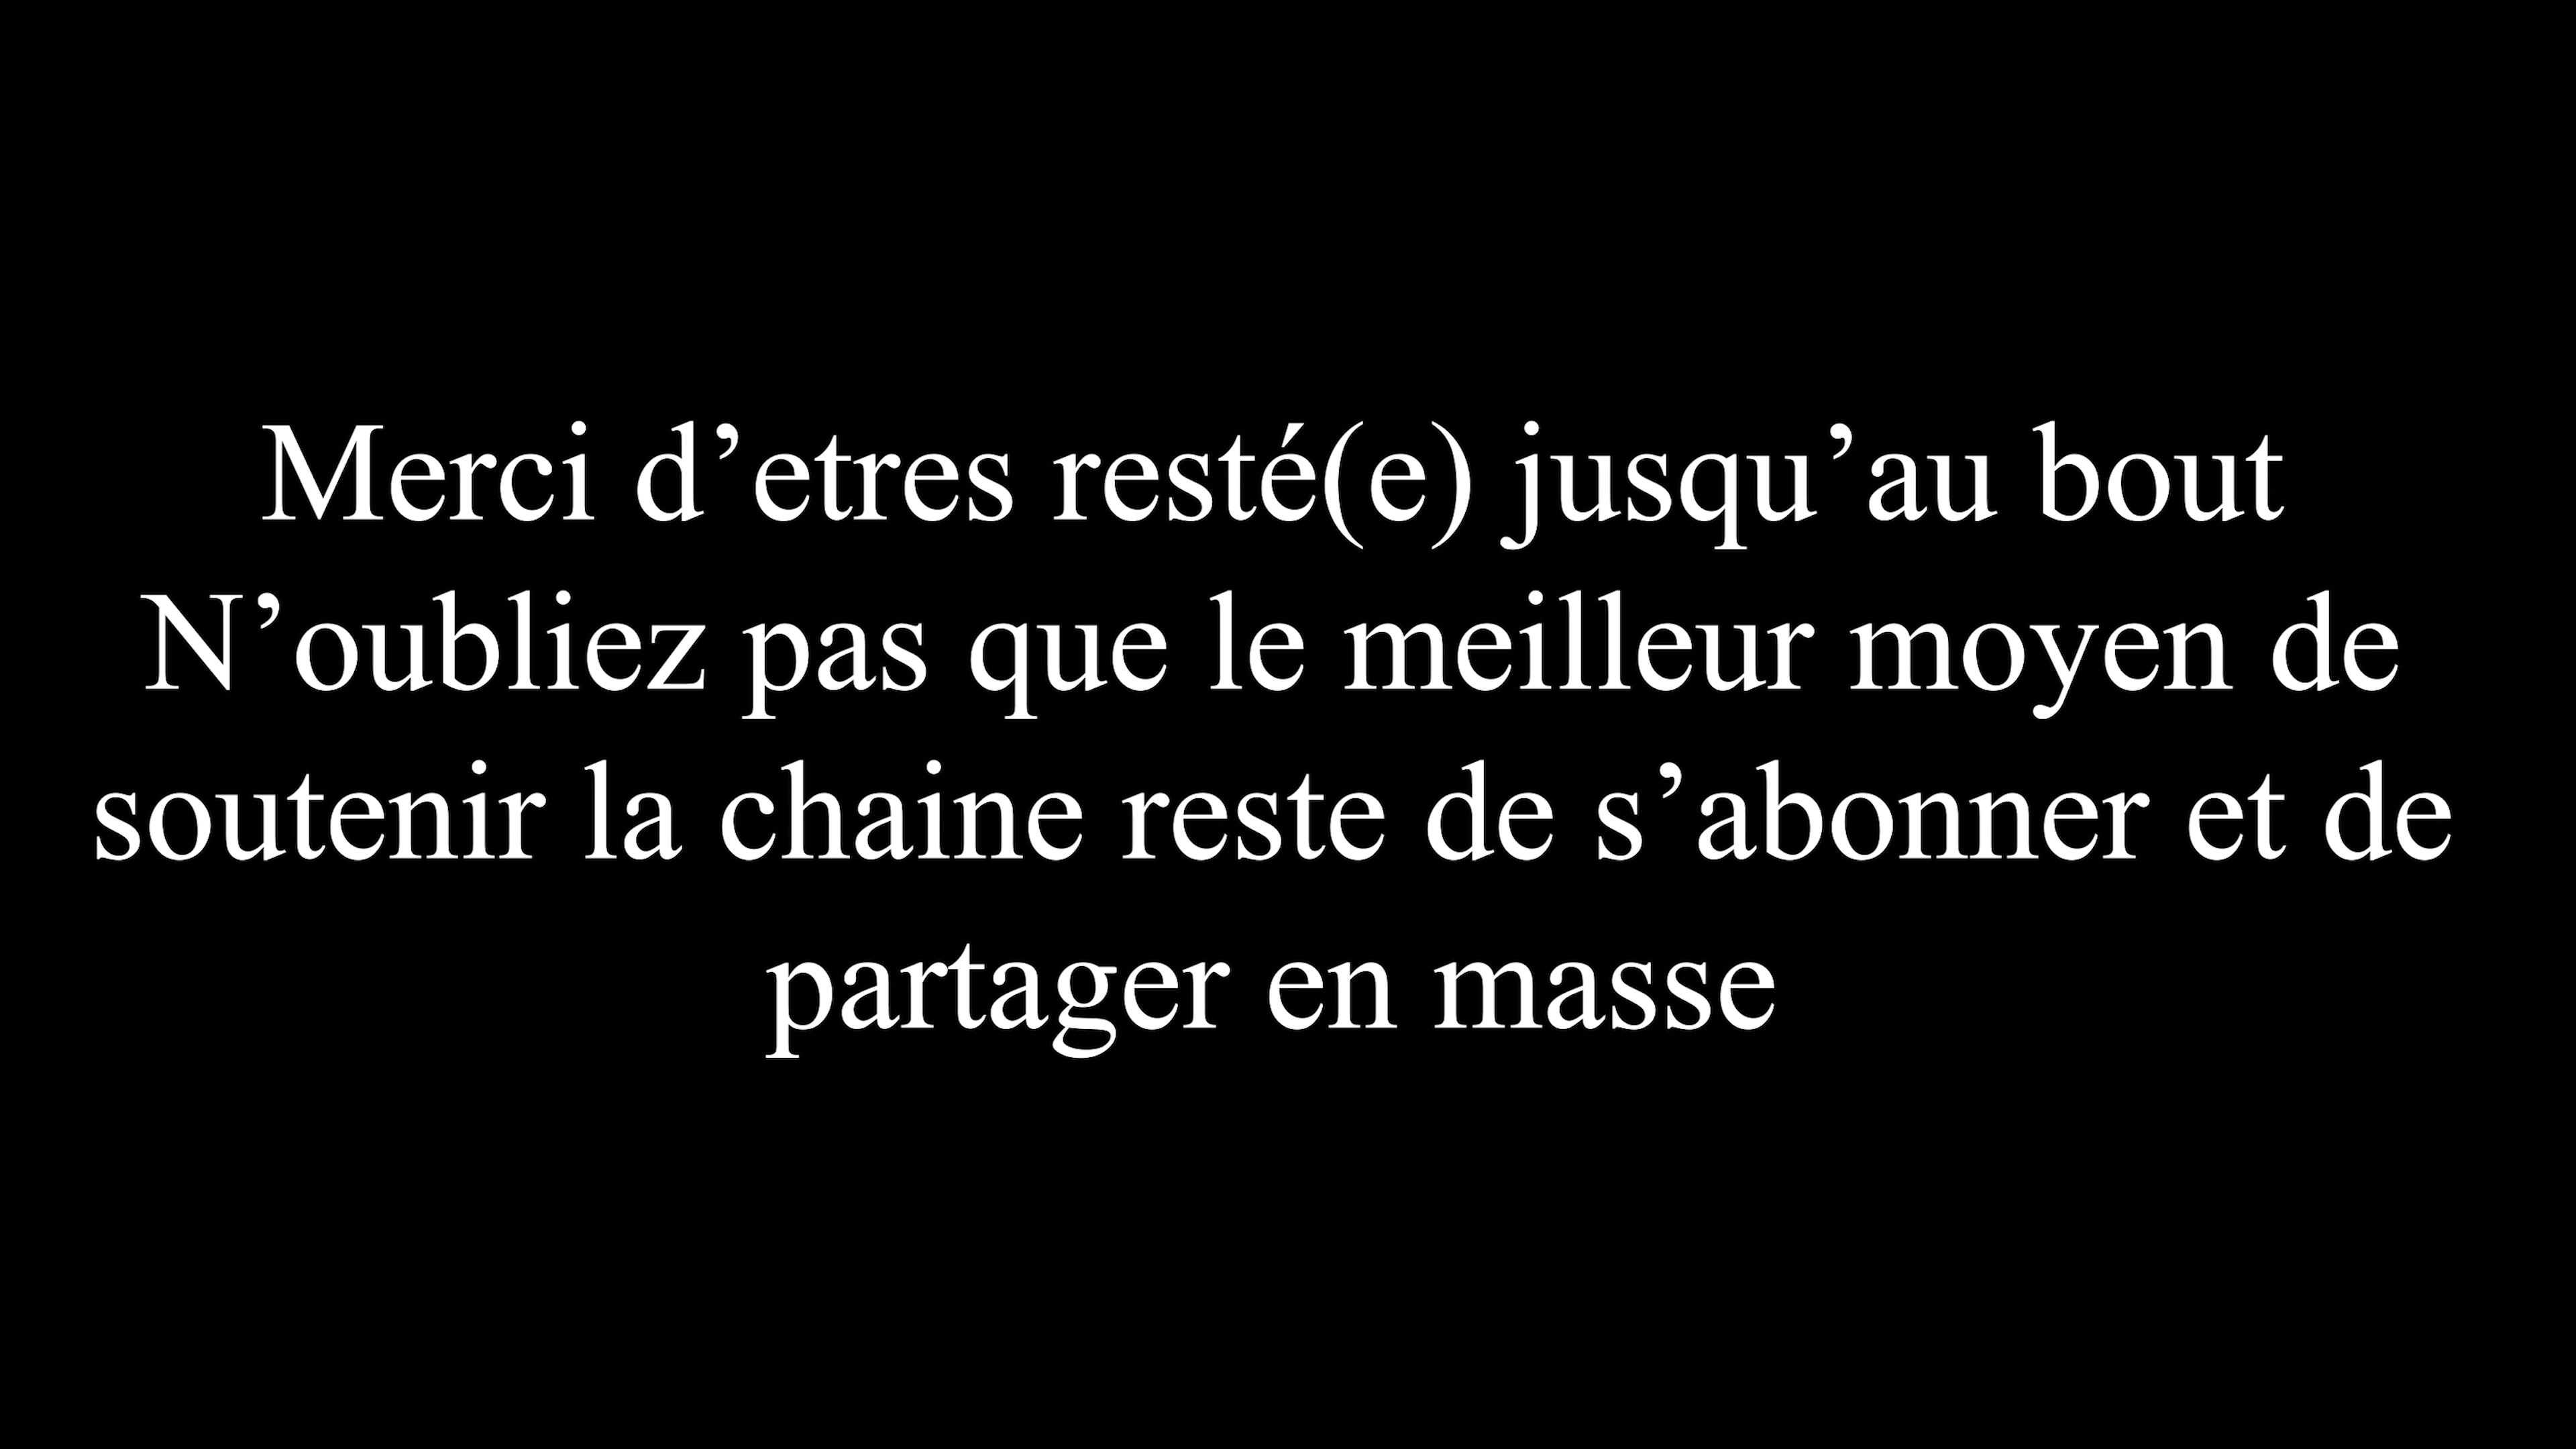 Merci d’etres resté(e) jusqu’au bout
N’oubliez pas que le meilleur moyen de
soutenir la chaine reste de s’abonner et de
partager en masse